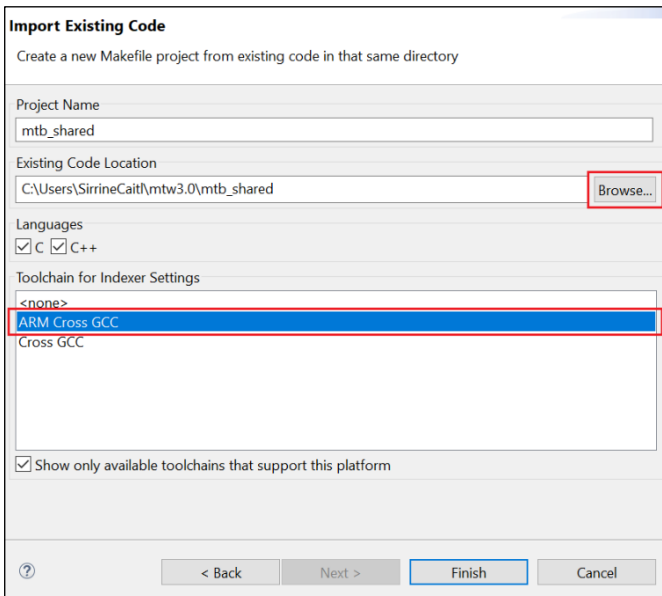 Import Existing Code
Create a new Makefile project from existing code in that same directory
Project Name
mtb_shared
Existing Code Location
C:\Users\SirrineCaitl\mtw3.0\mtb_shared
Browse...
Languages
C C++
Toolchain for Indexer Settings
<none>
ARM Cross GCC
Cross GCC
Show only available toolchains that support this platform
? < Back Next > Finish Cancel